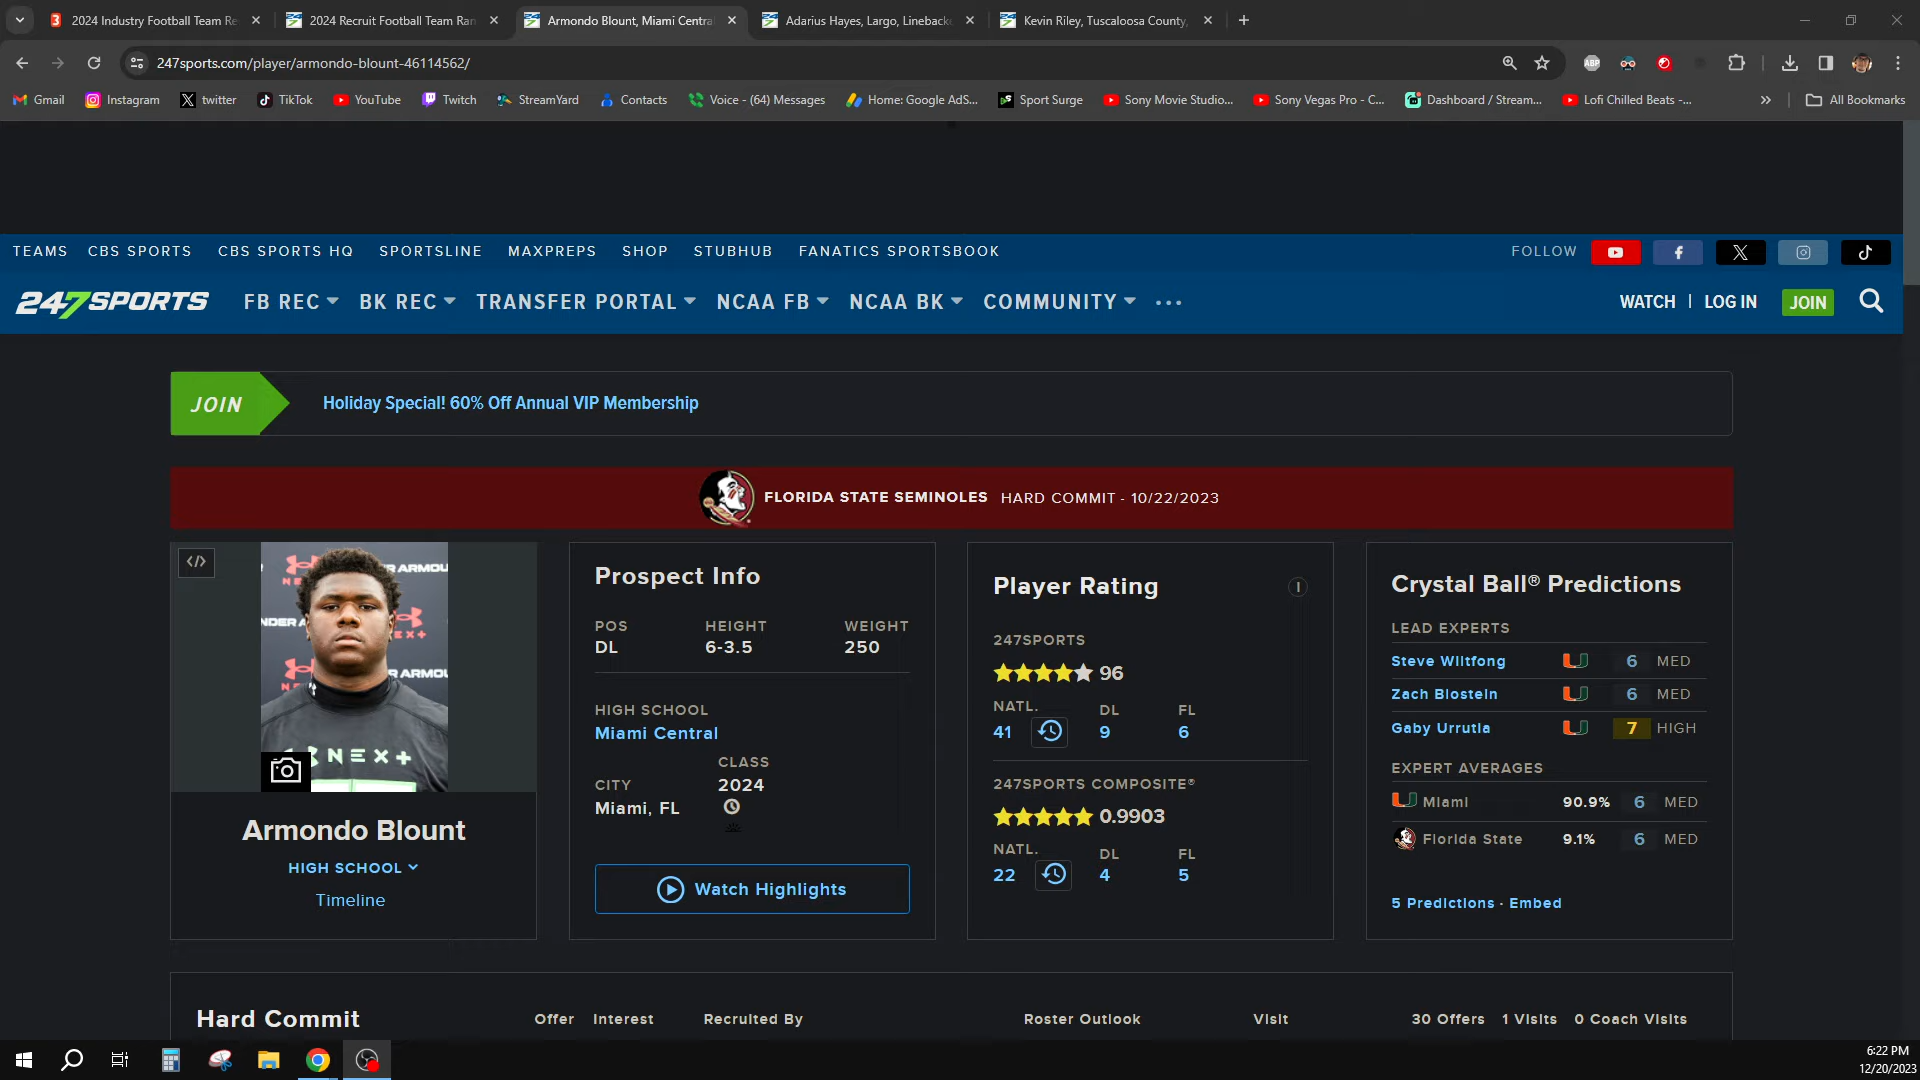 2024 Industry Football Team Re
2024 Recruit Football Team Ran
Armondo Blount, Miami Central
Adarius Hayes, Largo, Linebacke
Kevin Riley, Tuscaloosa County,
247sports.com/player/armondo-blount-46114562/
ABP
Gmail
Instagram
twitter
TikTok
YouTube
Twitch
StreamYard
Contacts
Voice - (64) Messages
Home: Google AdS...
Sport Surge
Sony Movie Studio...
Sony Vegas Pro - C...
Dashboard / Stream...
Lofi Chilled Beats -...
All Bookmarks
TEAMS CBS SPORTS CBS SPORTS HQ SPORTSLINE MAXPREPS SHOP STUBHUB FANATICS SPORTSBOOK FOLLOW
247SPORTS FB REC BK REC TRANSFER PORTAL NCAA FB NCAA BK COMMUNITY WATCH | LOG IN JOIN
JOIN Holiday Special! 60% Off Annual VIP Membership
FLORIDA STATE SEMINOLES HARD COMMIT - 10/22/2023
Armondo Blount
HIGH SCHOOL
Timeline
Prospect Info
POS HEIGHT WEIGHT
DL 6-3.5 250
HIGH SCHOOL
Miami Central
CITY
Miami, FL
CLASS
2024
Watch Highlights
Player Rating
247SPORTS
96
NATL. DL FL
41 9 6
247SPORTS COMPOSITE®
0.9903
NATL. DL FL
22 4 5
Crystal Ball® Predictions
LEAD EXPERTS
Steve Wiltfong 6 MED
Zach Blostein 6 MED
Gaby Urrutia 7 HIGH
EXPERT AVERAGES
Miami 90.9% 6 MED
Florida State 9.1% 6 MED
5 Predictions · Embed
Hard Commit Offer Interest Recruited By Roster Outlook Visit 30 Offers 1 Visits 0 Coach Visits
6:22 PM
12/20/2023